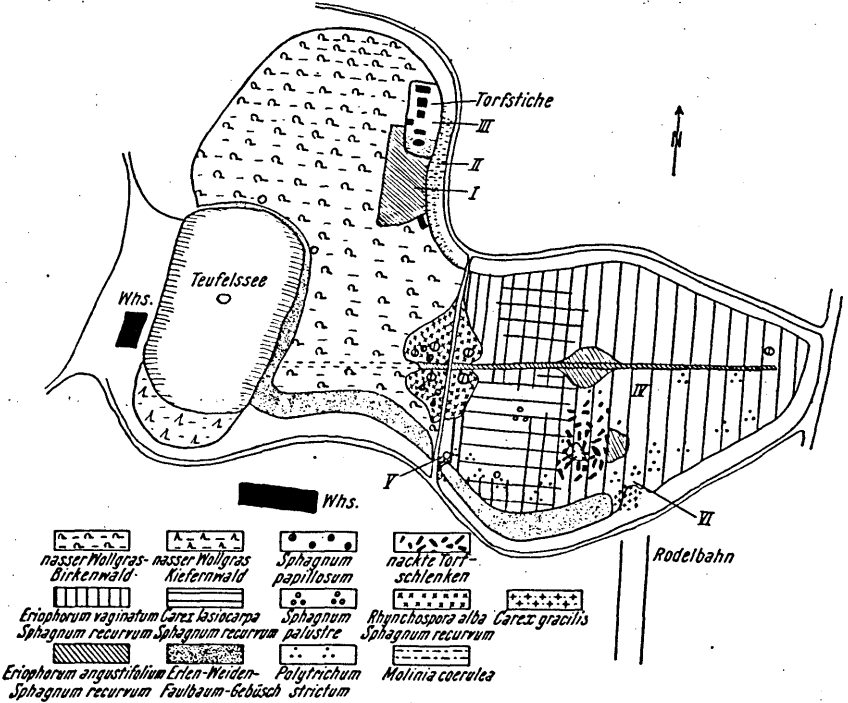 Torfstiche
III
II
I
N
Teufelssee
Whs.
IV
V
VI
Whs.
Rodelbahn
nasser Wollgras-
Birkenwald
nasser Wollgras
Kiefernwald
Sphagnum
papillosum
nackte Torf-
schlenken
Eriophorum vaginatum
Sphagnum recurvum
Carex lasiocarpa
Sphagnum recurvum
Sphagnum
palustre
Rhynchospora alba
Sphagnum recurvum
Carex gracilis
Eriophorum angustifolium
Sphagnum recurvum
Erlen-Weiden-
Faulbaum-Gebüsch
Polytrichum
strictum
Molinia coerulea